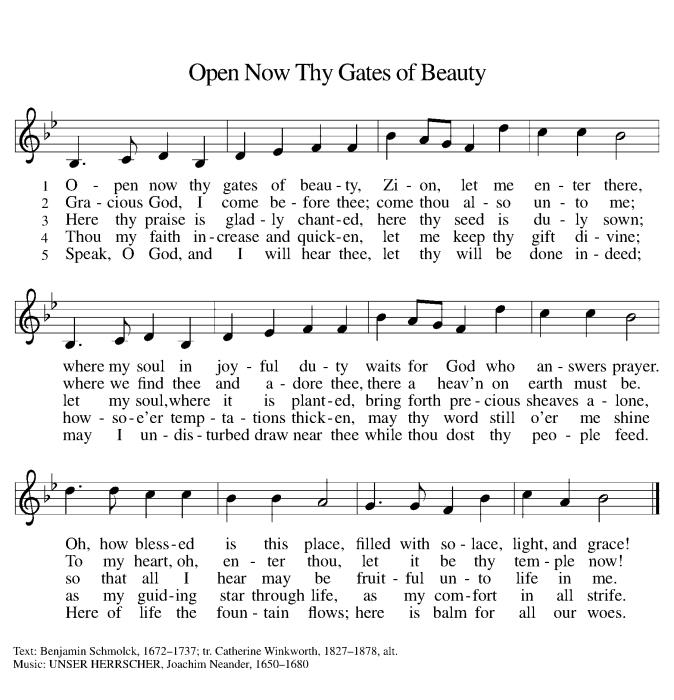 Open Now Thy Gates of Beauty
1 O - pen now thy gates of beau - ty, Zi - on, let me en - ter there,
2 Gra - cious God, I come be - fore thee; come thou al - so un - to me;
3 Here thy praise is glad - ly chant - ed, here thy seed is du - ly sown;
4 Thou my faith in - crease and quick - en, let me keep thy gift di - vine;
5 Speak, O God, and I will hear thee, let thy will be done in - deed;
where my soul in joy - ful du - ty waits for God who an - swers prayer.
where we find thee and a - dore thee, there a heav'n on earth must be.
let my soul, where it is plant - ed, bring forth pre - cious sheaves a - lone,
how - so - e'er temp - ta - tions thick - en, may thy word still o'er me shine
may I un - dis - turbed draw near thee while thou dost thy peo - ple feed.
Oh, how bless - ed is this place, filled with so - lace, light, and grace!
To my heart, oh, en - ter thou, let it be thy tem - ple now!
so that all I hear may be fruit - ful un - to life in me.
as my guid - ing star through life, as my com - fort in all strife.
Here of life the foun - tain flows; here is balm for all our woes.
Text: Benjamin Schmolck, 1672–1737; tr. Catherine Winkworth, 1827–1878, alt.
Music: UNSER HERRSCHER, Joachim Neander, 1650–1680